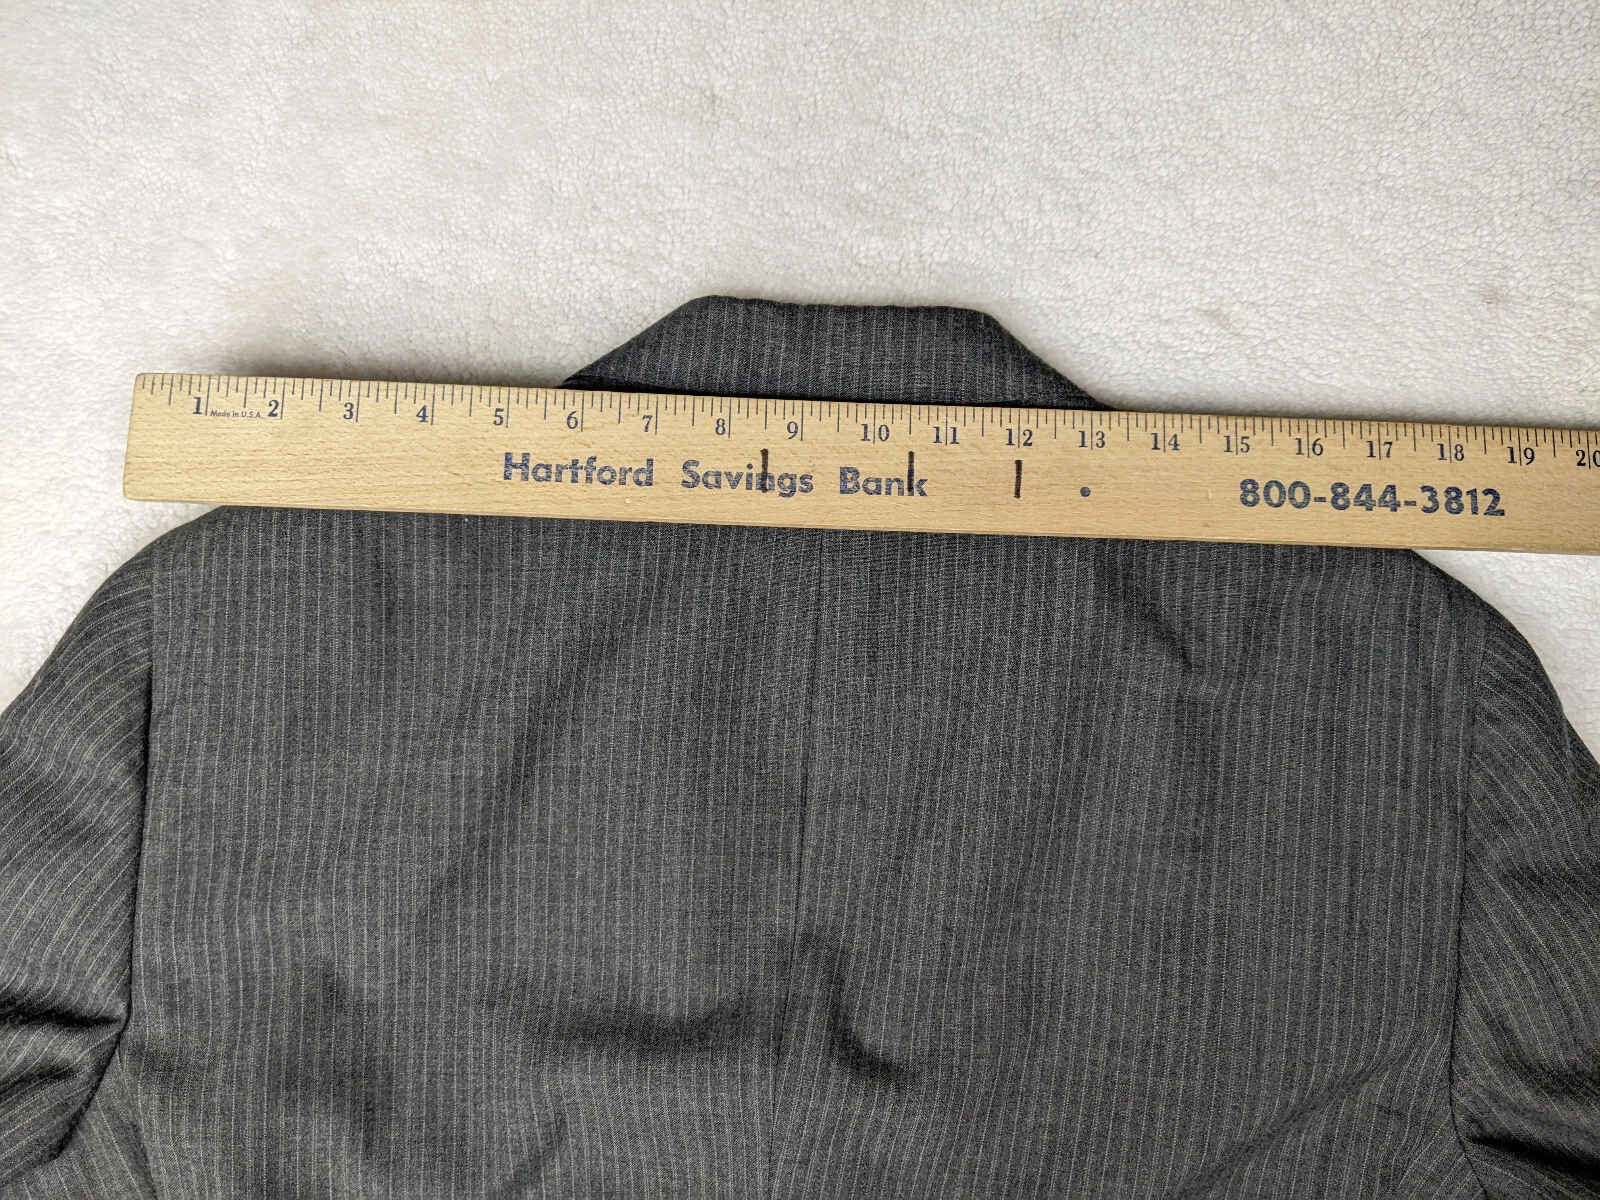 1 Made in U.S.A. 2 3 4 5 6 7 8 9 10 11 12 13 14 15 16 17 18 19 20
Hartford Savings Bank • 800-844-3812